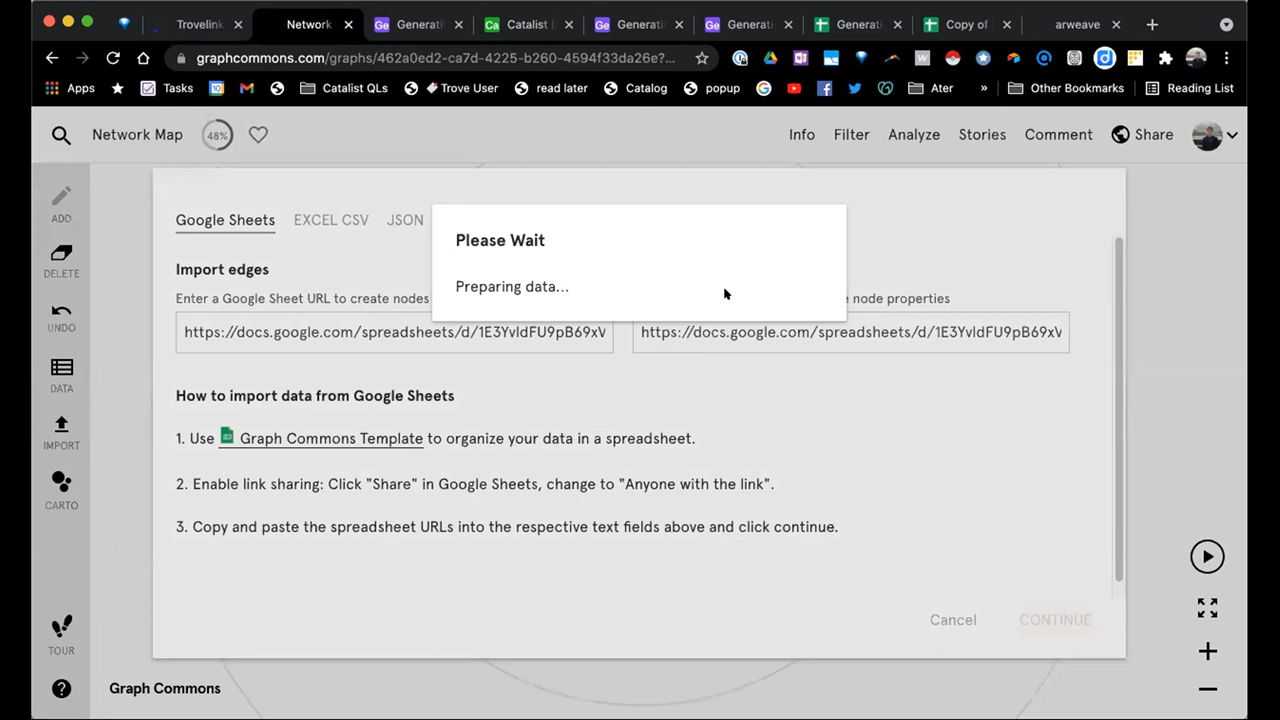 Trovelink
Network
Generati
Catalist L
Generati
Generati
Generati
Copy of
arweave
graphcommons.com/graphs/462a0ed2-ca7d-4225-b260-4594f33da26e?...
Apps
Tasks
Catalist QLs
Trove User
read later
Catalog
popup
Ater
»
Other Bookmarks
Reading List
Network Map
48%
Info
Filter
Analyze
Stories
Comment
Share
ADD
DELETE
UNDO
DATA
IMPORT
CARTO
TOUR
Google Sheets
EXCEL CSV
JSON
Please Wait
Preparing data...
Import edges
Enter a Google Sheet URL to create nodes
node properties
https://docs.google.com/spreadsheets/d/1E3YvldFU9pB69xV
https://docs.google.com/spreadsheets/d/1E3YvldFU9pB69xV
How to import data from Google Sheets
1. Use Graph Commons Template to organize your data in a spreadsheet.
2. Enable link sharing: Click "Share" in Google Sheets, change to "Anyone with the link".
3. Copy and paste the spreadsheet URLs into the respective text fields above and click continue.
Cancel
CONTINUE
Graph Commons